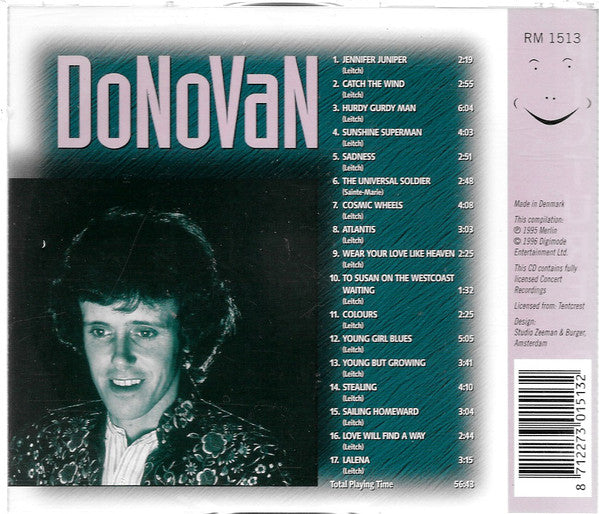 DoNoVaN
1. JENNIFER JUNIPER 2:19
(Leitch)
2. CATCH THE WIND 2:55
(Leitch)
3. HURDY GURDY MAN 6:04
(Leitch)
4. SUNSHINE SUPERMAN 4:03
(Leitch)
5. SADNESS 2:51
(Leitch)
6. THE UNIVERSAL SOLDIER 2:48
(Sainte-Marie)
7. COSMIC WHEELS 4:08
(Leitch)
8. ATLANTIS 3:03
(Leitch)
9. WEAR YOUR LOVE LIKE HEAVEN 2:25
(Leitch)
10. TO SUSAN ON THE WESTCOAST
WAITING 1:32
(Leitch)
11. COLOURS 2:25
(Leitch)
12. YOUNG GIRL BLUES 5:05
(Leitch)
13. YOUNG BUT GROWING 3:41
(Leitch)
14. STEALING 4:10
(Leitch)
15. SAILING HOMEWARD 3:04
(Leitch)
16. LOVE WILL FIND A WAY 2:44
(Leitch)
17. LALENA 3:15
(Leitch)
Total Playing Time 56:43
RM 1513
Made in Denmark
This compilation:
℗ 1995 Merlin
© 1996 Digimode
Entertainment Ltd.
This CD contains fully
licensed Concert
Recordings
Licensed from: Tentcrest
Design:
Studio Zeeman & Burger,
Amsterdam
8 712273 015132